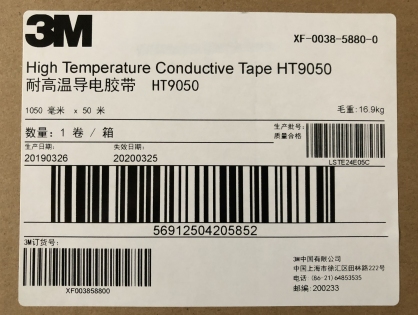 3M
XF-0038-5880-0
High Temperature Conductive Tape HT9050
耐高温导电胶带 HT9050
1050 毫米 x 50 米
毛重:16.9kg
数量: 1 卷 / 箱
生产批号:
质量合格
LSTE24E05C
生产日期: 失效日期:
20190326 20200325
56912504205852
3M订货号:
XF003858800
3M中国有限公司
中国上海市徐汇区田林路222号
电话:(86-21)64853535
邮编:200233